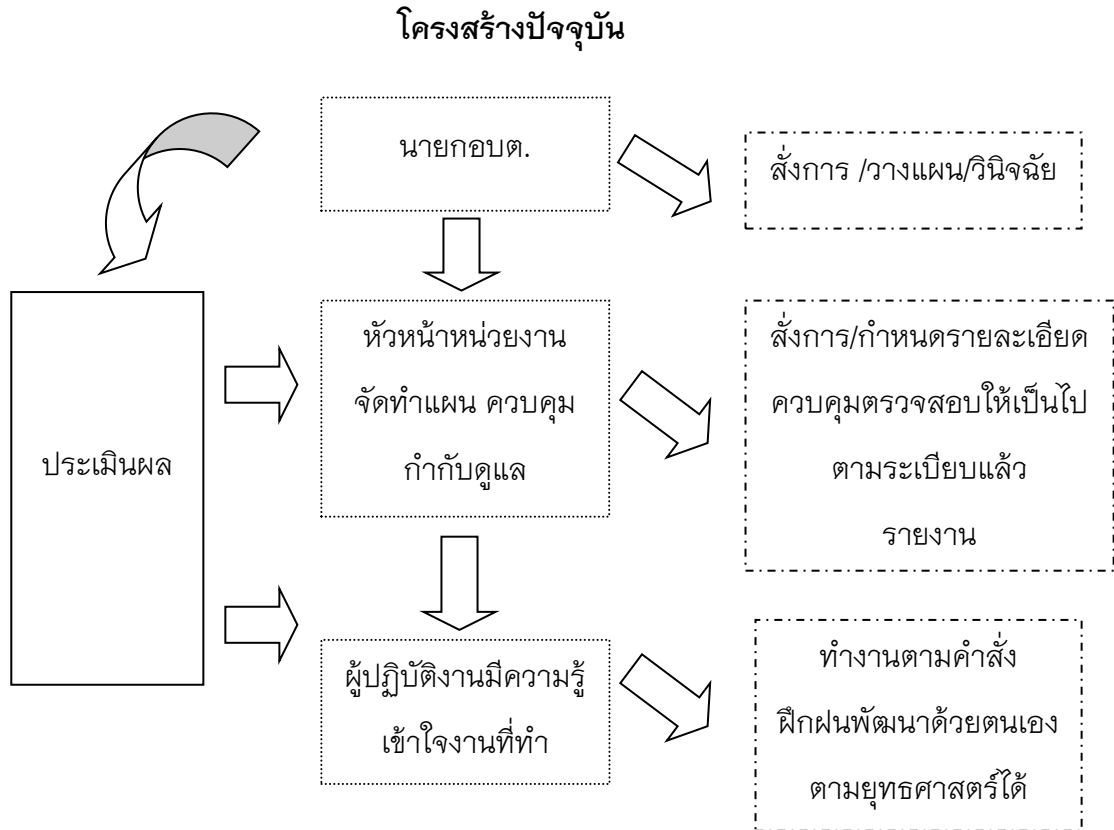 โครงสร้างปัจจุบัน
นายกอบต.
สั่งการ /วางแผน/วินิจฉัย
หัวหน้าหน่วยงาน
จัดทำแผน ควบคุม
กำกับดูแล
สั่งการ/กำหนดรายละเอียด
ควบคุมตรวจสอบให้เป็นไป
ตามระเบียบแล้ว
รายงาน
ประเมินผล
ผู้ปฏิบัติงานมีความรู้
เข้าใจงานที่ทำ
ทำงานตามคำสั่ง
ฝึกฝนพัฒนาด้วยตนเอง
ตามยุทธศาสตร์ได้